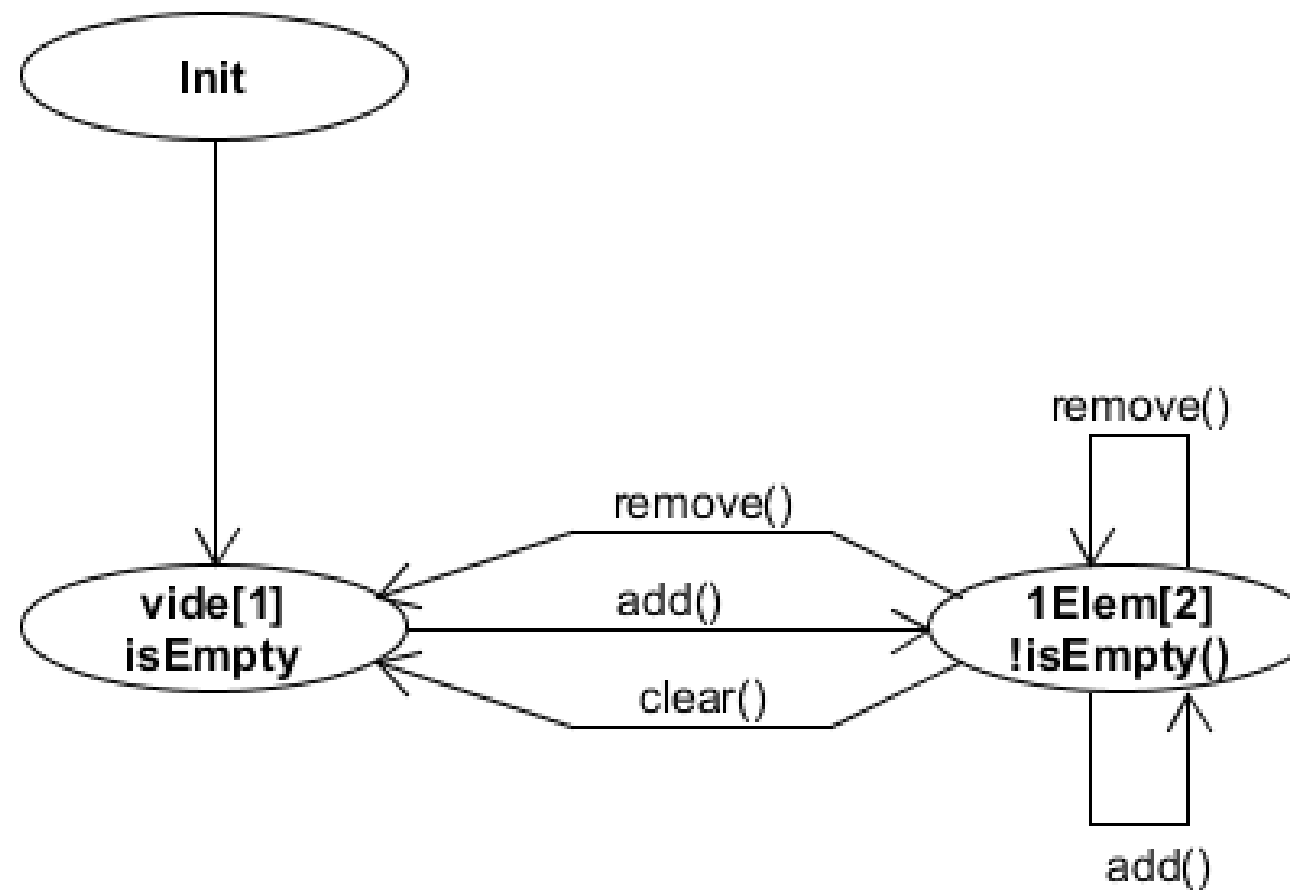 Init
remove()
remove()
vide[1]
isEmpty
add()
1Elem[2]
!isEmpty()
clear()
add()